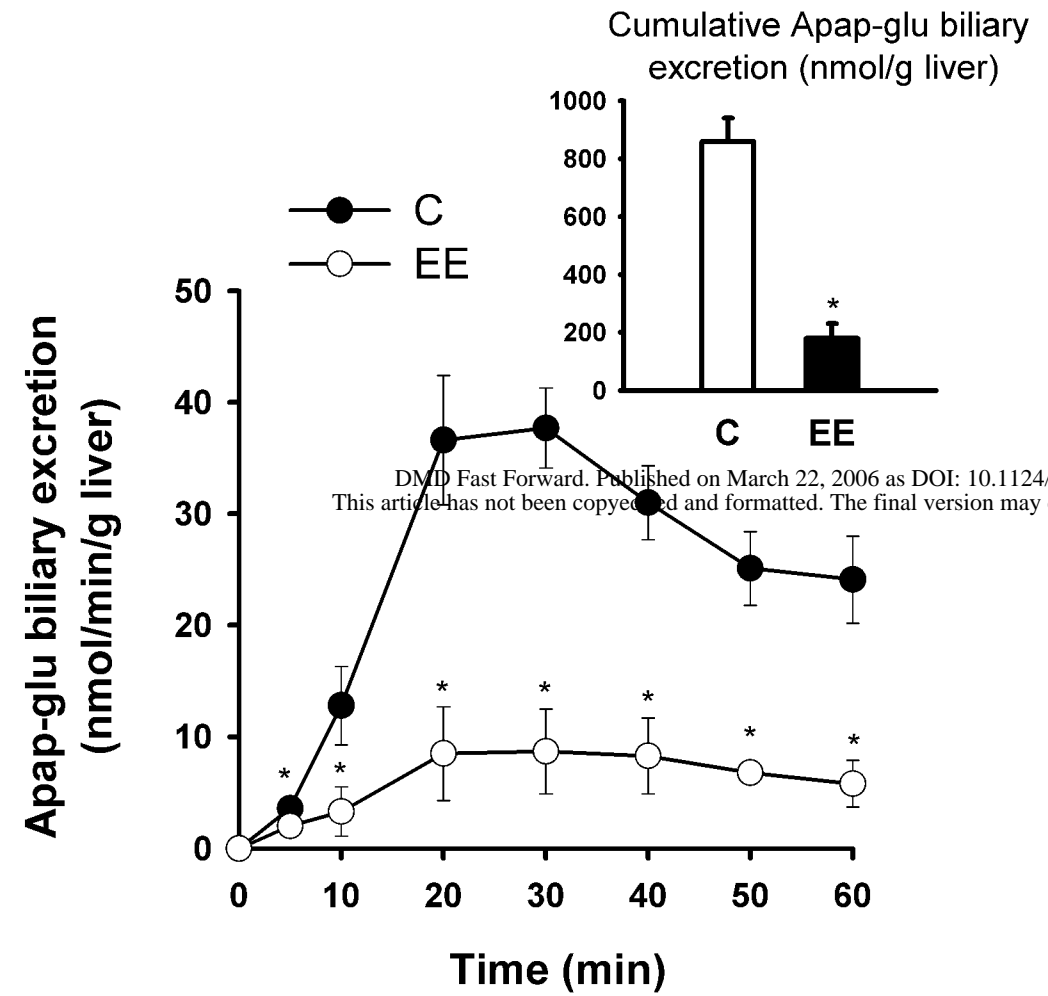 Cumulative Apap-glu biliary
excretion (nmol/g liver)
1000
800
600
400
200
0
*
C
EE
C
EE
DMD Fast Forward. Published on March 22, 2006 as DOI: 10.1124/
This article has not been and formatted. The final version may
Apap-glu biliary excretion
(nmol/min/g liver)
50
40
30
20
10
0
* * * * * * *
0 10 20 30 40 50 60
Time (min)